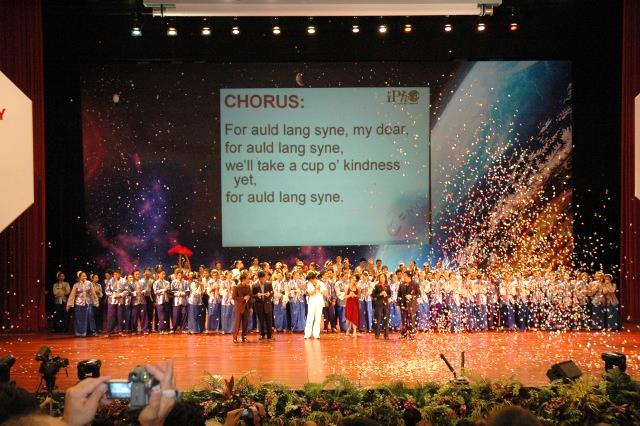 CHORUS:
iPh
For auld lang syne, my dear,
for auld lang syne,
we'll take a cup o' kindness
yet,
for auld lang syne.
Y